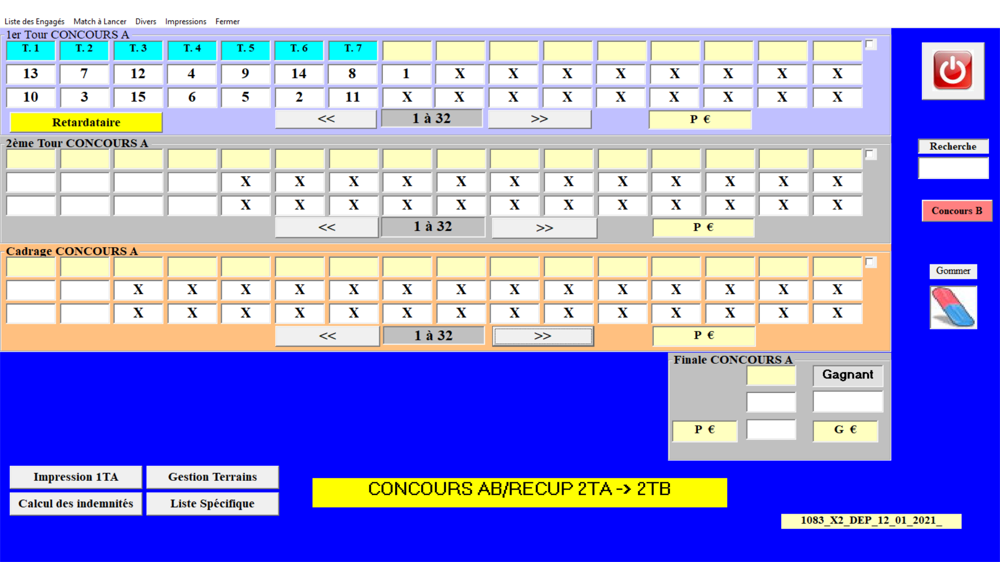 Liste des Engagés Match à Lancer Divers Impressions Fermer
1er Tour CONCOURS A
T. 1 T. 2 T. 3 T. 4 T. 5 T. 6 T. 7
13 7 12 4 9 14 8 1 X X X X X X X X
10 3 15 6 5 2 11 X X X X X X X X X
Retardataire << 1 à 32 >> P €
2ème Tour CONCOURS A
Recherche
X X X X X X X X X X X X
X X X X X X X X X X X X
Concours B
<< 1 à 32 >> P €
Cadrage CONCOURS A
Gommer
X X X X X X X X X X X X X X
X X X X X X X X X X X X X X
<< 1 à 32 >> P €
Finale CONCOURS A
Gagnant
P € G €
Impression 1TA Gestion Terrains
CONCOURS AB/RECUP 2TA -> 2TB
Calcul des indemnités Liste Spécifique
1083_X2_DEP_12_01_2021_